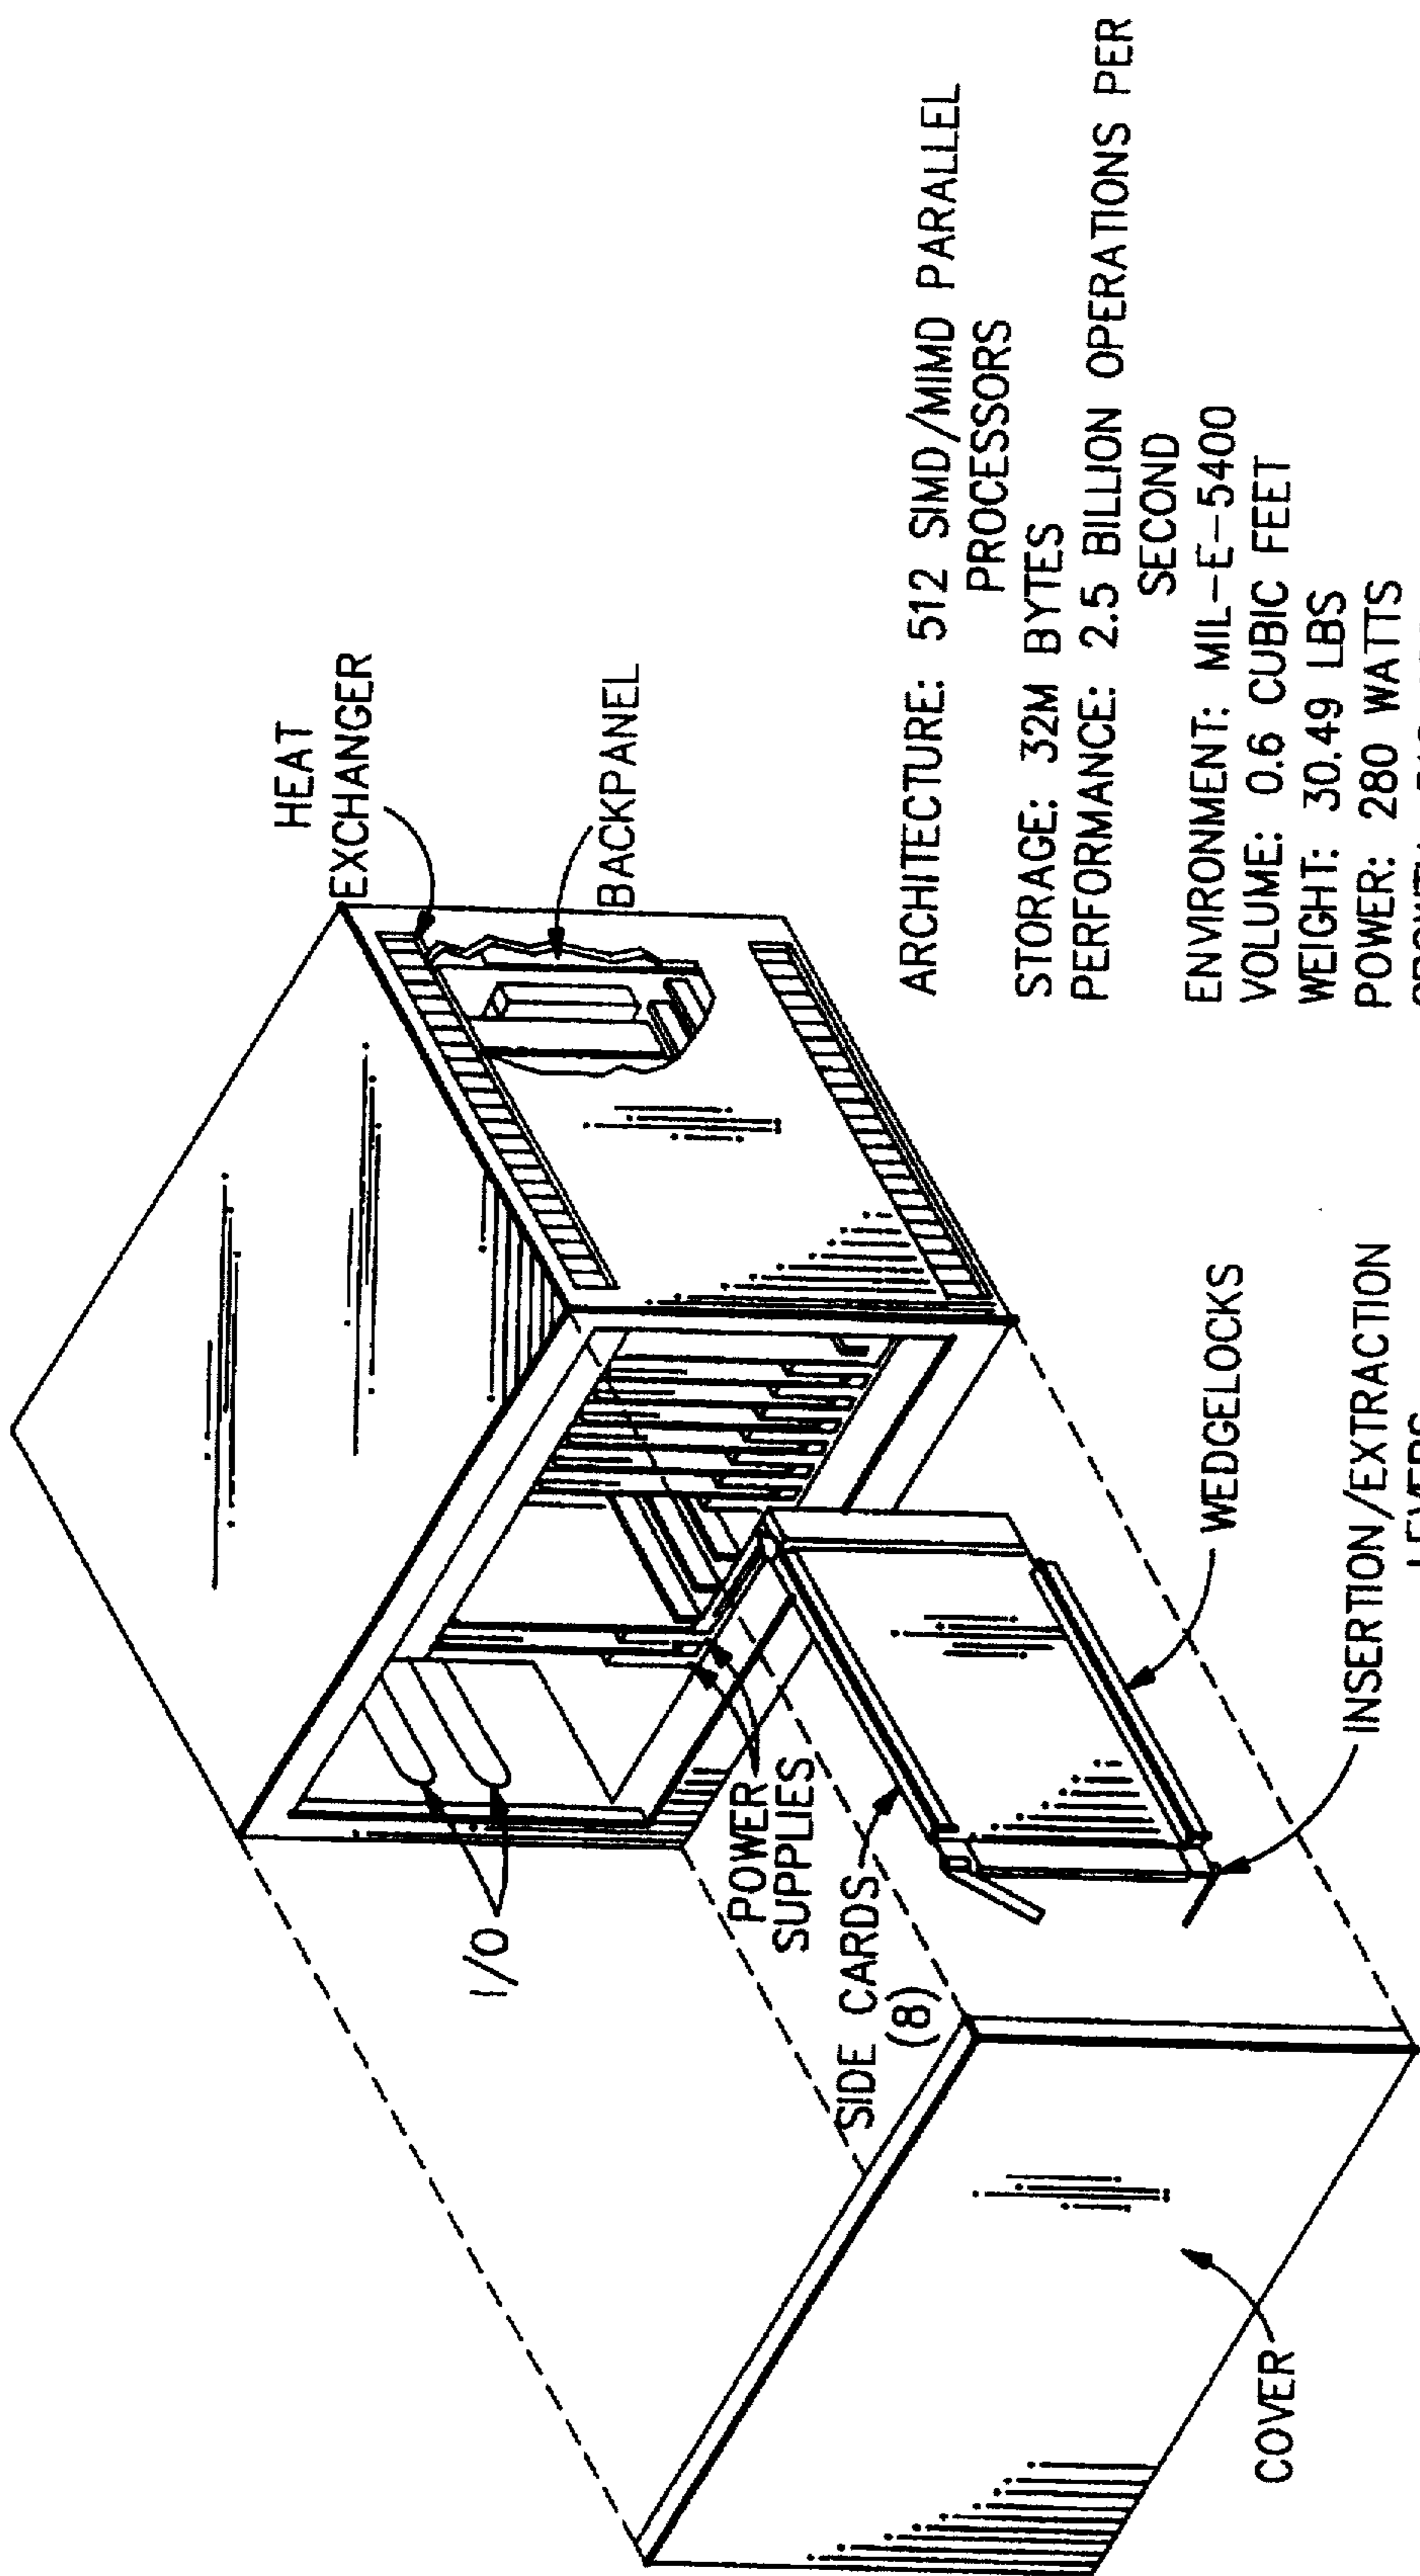 HEAT
EXCHANGER
BACKPANEL
I/O
POWER
SUPPLIES
SIDE CARDS
(8)
WEDGELOCKS
INSERTION/EXTRACTION
LEVERS
COVER
ARCHITECTURE: 512 SIMD/MIMD PARALLEL
PROCESSORS
STORAGE: 32M BYTES
PERFORMANCE: 2.5 BILLION OPERATIONS PER
SECOND
ENVIRONMENT: MIL-E-5400
VOLUME: 0.6 CUBIC FEET
WEIGHT: 30.49 LBS
POWER: 280 WATTS